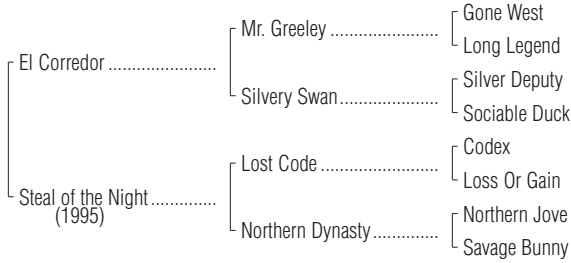 Gone West
Mr. Greeley ........................
Long Legend
El Corredor ........................
Silver Deputy
Silvery Swan......................
Sociable Duck
Codex
Lost Code ..........................
Loss Or Gain
Steal of the Night..............
(1995)
Northern Jove
Northern Dynasty...............
Savage Bunny